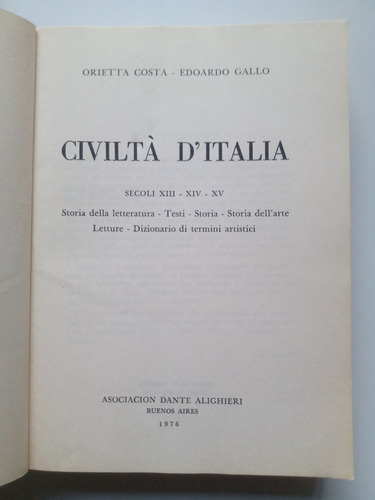 ORIETTA COSTA - EDOARDO GALLO
CIVILTÀ D'ITALIA
SECOLI XIII - XIV - XV
Storia della letteratura - Testi - Storia - Storia dell'arte
Letture - Dizionario di termini artistici
ASOCIACION DANTE ALIGHIERI
BUENOS AIRES
1976